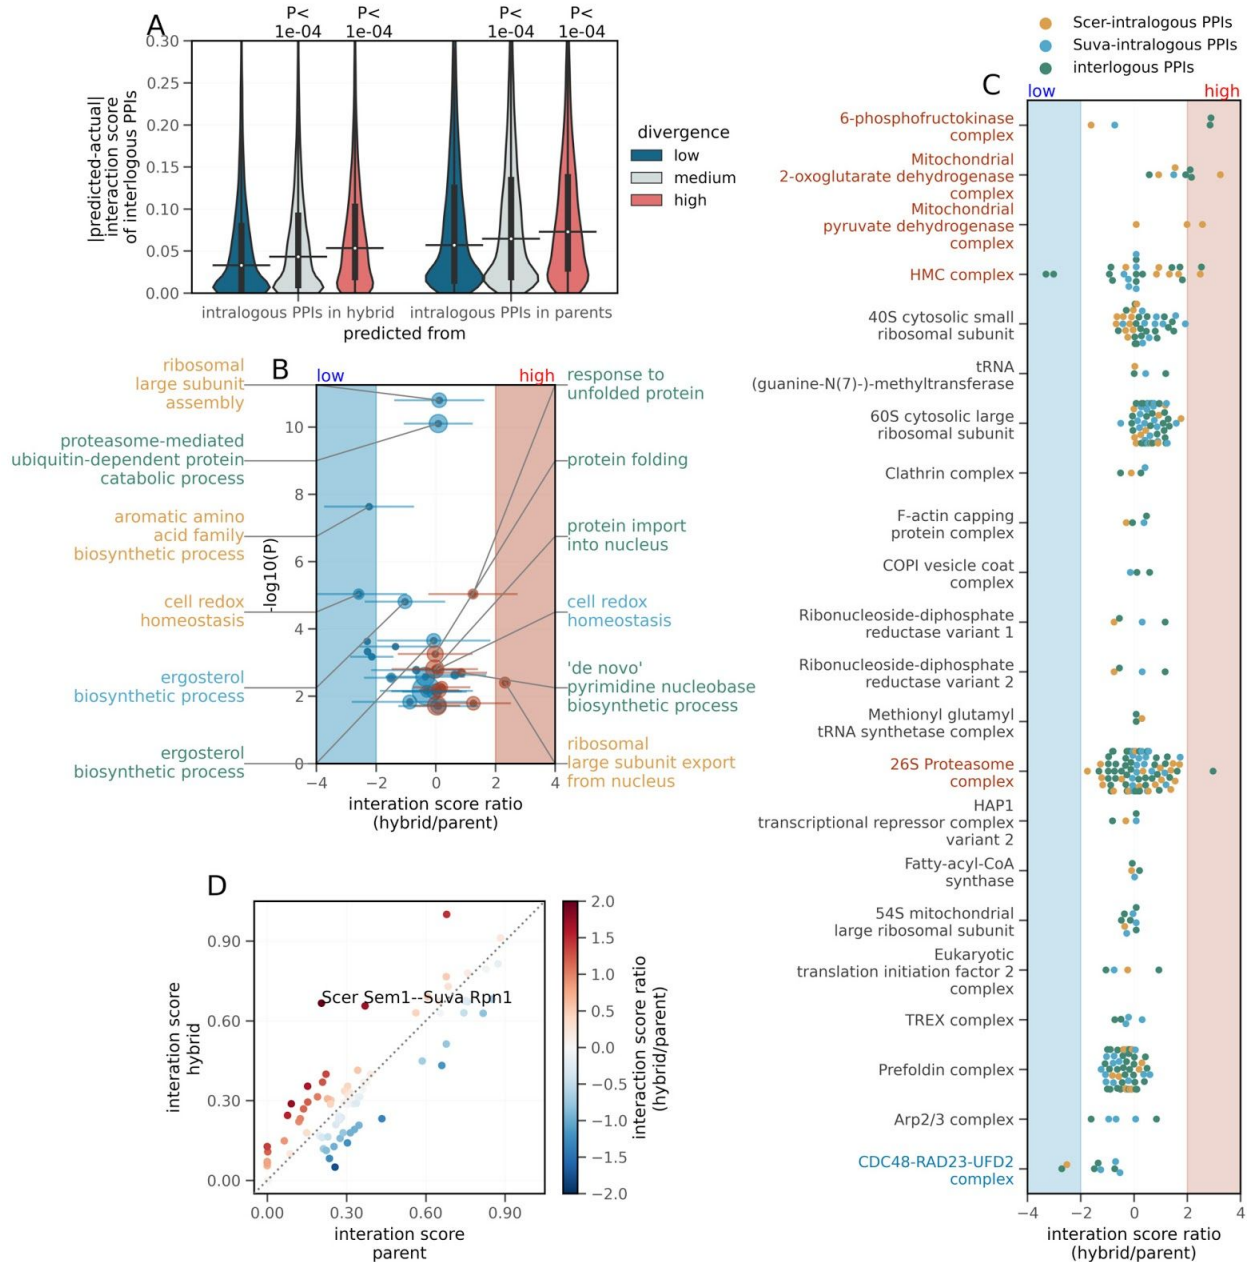 A
P<
1e-04
P<
1e-04
P<
1e-04
P<
1e-04
|predicted-actual|
interaction score
of interlogous PPIs
0.30
0.25
0.20
0.15
0.10
0.05
0.00
intralogous PPIs in hybrid
intralogous PPIs in parents
predicted from
divergence
low
medium
high
B
low
high
ribosomal
large subunit
assembly
proteasome-mediated
ubiquitin-dependent protein
catabolic process
aromatic amino
acid family
biosynthetic process
cell redox
homeostasis
ergosterol
biosynthetic process
ergosterol
biosynthetic process
-log10(P)
10
8
6
4
2
0
−4
−2
0
2
4
interation score ratio
(hybrid/parent)
response to
unfolded protein
protein folding
protein import
into nucleus
cell redox
homeostasis
'de novo'
pyrimidine nucleobase
biosynthetic process
ribosomal
large subunit export
from nucleus
Scer-intralogous PPIs
Suva-intralogous PPIs
interlogous PPIs
C
low
high
6-phosphofructokinase
complex
Mitochondrial
2-oxoglutarate dehydrogenase
complex
Mitochondrial
pyruvate dehydrogenase
complex
HMC complex
40S cytosolic small
ribosomal subunit
tRNA
(guanine-N(7)-)-methyltransferase
60S cytosolic large
ribosomal subunit
Clathrin complex
F-actin capping
protein complex
COPI vesicle coat
complex
Ribonucleoside-diphosphate
reductase variant 1
Ribonucleoside-diphosphate
reductase variant 2
Methionyl glutamyl
tRNA synthetase complex
26S Proteasome
complex
HAP1
transcriptional repressor complex
variant 2
Fatty-acyl-CoA
synthase
54S mitochondrial
large ribosomal subunit
Eukaryotic
translation initiation factor 2
complex
TREX complex
Prefoldin complex
Arp2/3 complex
CDC48-RAD23-UFD2
complex
−4
−2
0
2
4
interation score ratio
(hybrid/parent)
D
interation score
hybrid
0.90
0.60
0.30
0.00
Scer Sem1--Suva Rpn1
0.00
0.30
0.60
0.90
interation score
parent
2.0
1.5
1.0
0.5
0.0
−0.5
−1.0
−1.5
−2.0
interaction score ratio
(hybrid/parent)